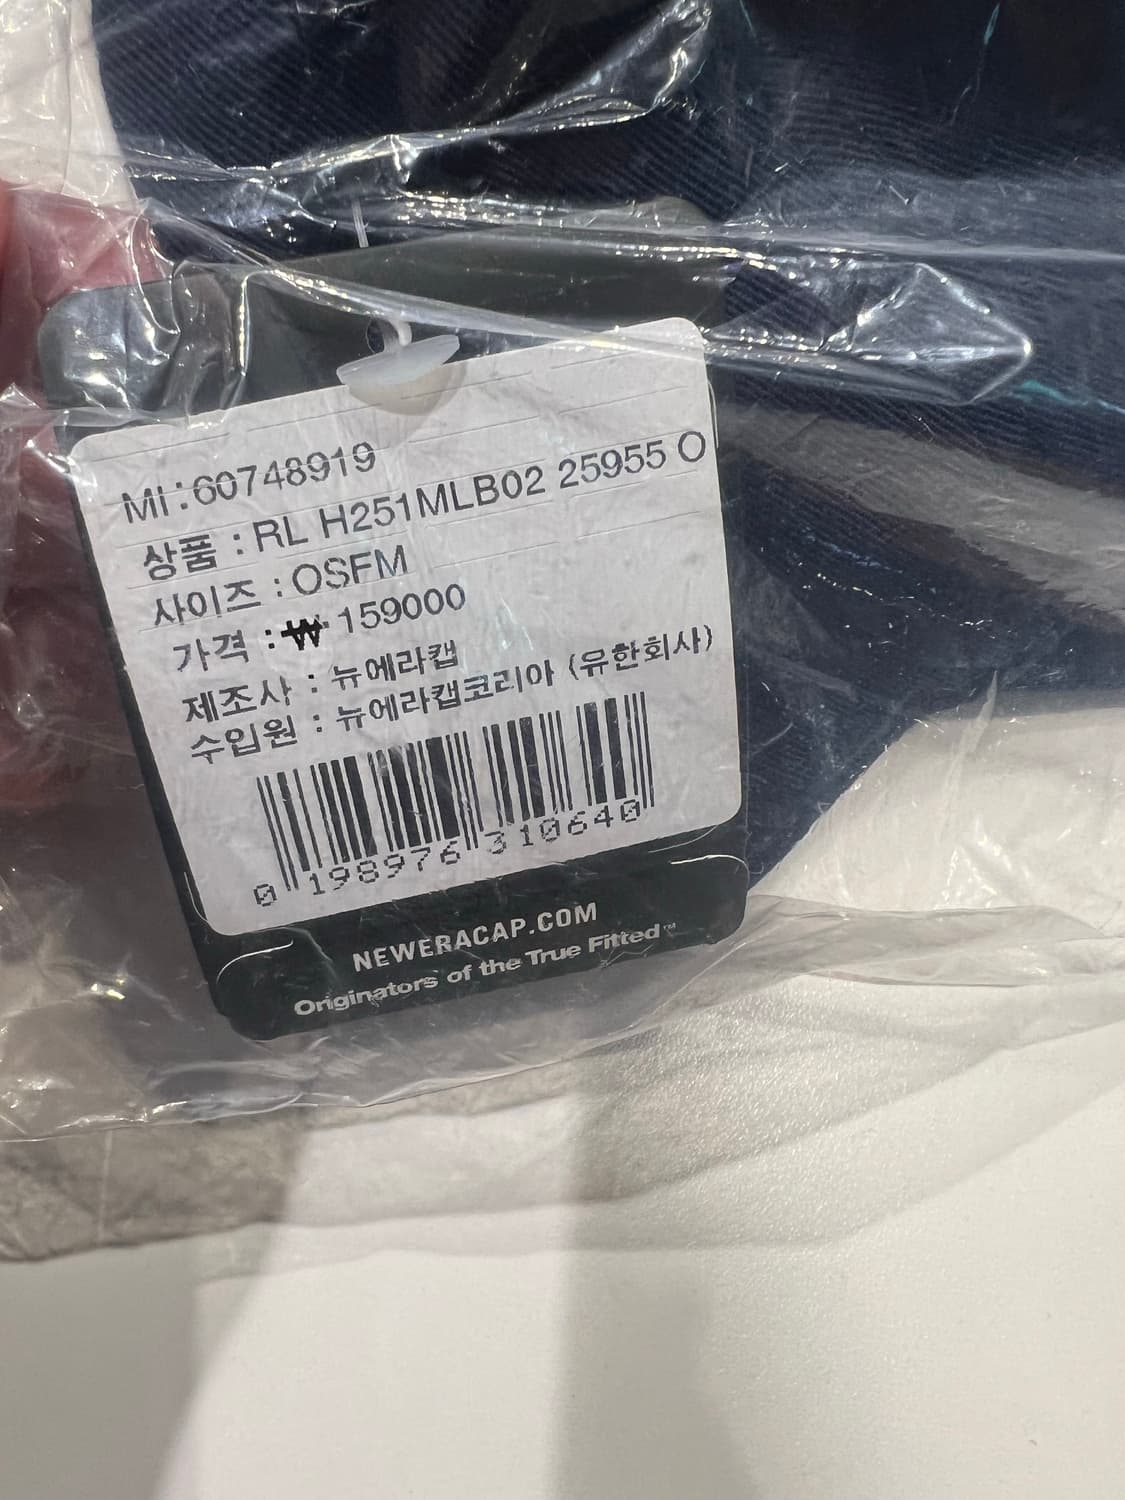 MI:60748919
상품 : RL H251MLB02 25955 O
사이즈 : OSFM
가격 : ₩ 159000
제조사 : 뉴에라캡
수입원 : 뉴에라캡코리아 (유한회사)
0 198976 310640
NEWERACAP.COM
Originators of the True Fitted™